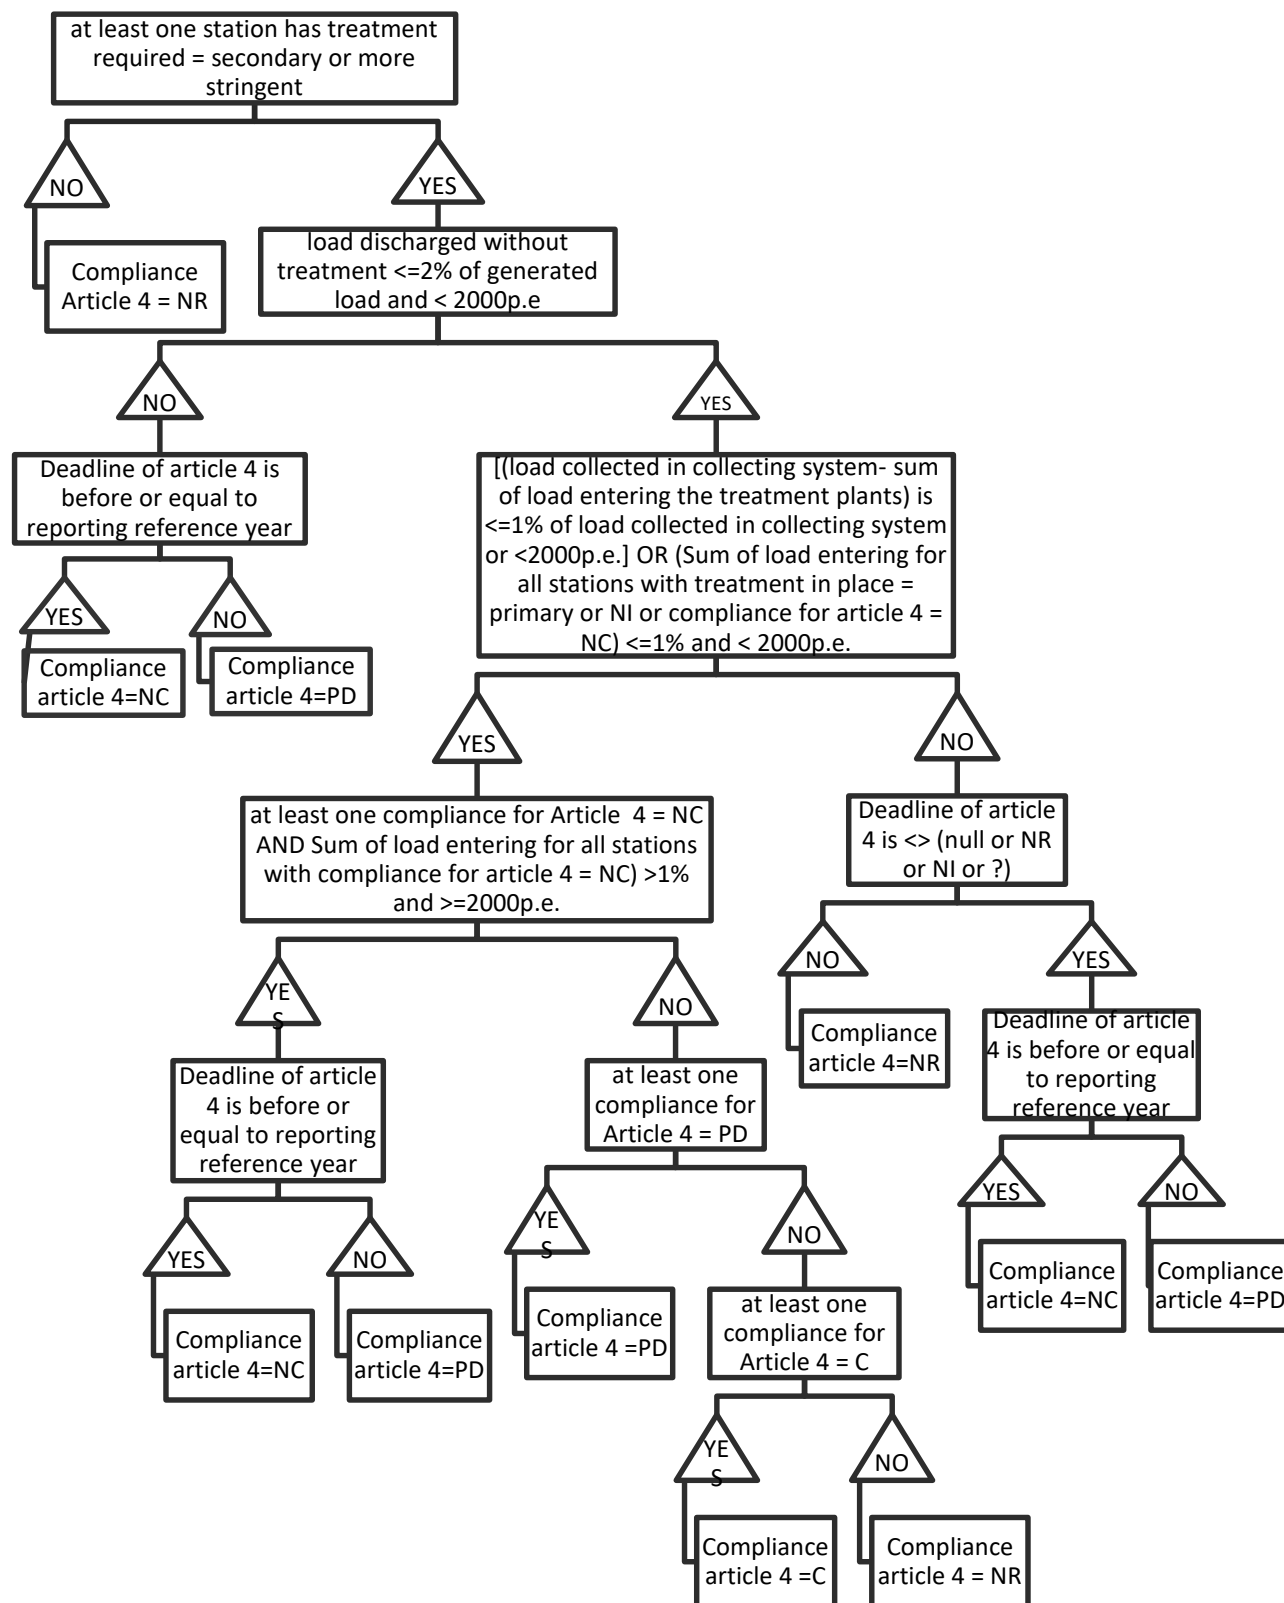 at least one station has treatment
required = secondary or more
stringent
NO
YES
Compliance
Article 4 = NR
load discharged without
treatment <=2% of generated
load and < 2000p.e
NO
YES
Deadline of article 4 is
before or equal to
reporting reference year
[(load collected in collecting system- sum
of load entering the treatment plants) is
<=1% of load collected in collecting system
or <2000p.e.] OR (Sum of load entering for
all stations with treatment in place =
primary or NI or compliance for article 4 =
NC) <=1% and < 2000p.e.
YES
NO
Compliance
article 4=NC
Compliance
article 4=PD
YES
NO
at least one compliance for Article  4 = NC
AND Sum of load entering for all stations
with compliance for article 4 = NC) >1%
and >=2000p.e.
Deadline of article
4 is <> (null or NR
or NI or ?)
YE
S
NO
NO
YES
Deadline of article
4 is before or
equal to reporting
reference year
at least one
compliance for
Article 4 = PD
Compliance
article 4=NR
Deadline of article
4 is before or equal
to reporting
reference year
YES
NO
YE
S
NO
YES
NO
Compliance
article 4=NC
Compliance
article 4=PD
Compliance
article 4 =PD
at least one
compliance for
Article 4 = C
Compliance
article 4=NC
Compliance
article 4=PD
YE
S
NO
Compliance
article 4 =C
Compliance
article 4 = NR